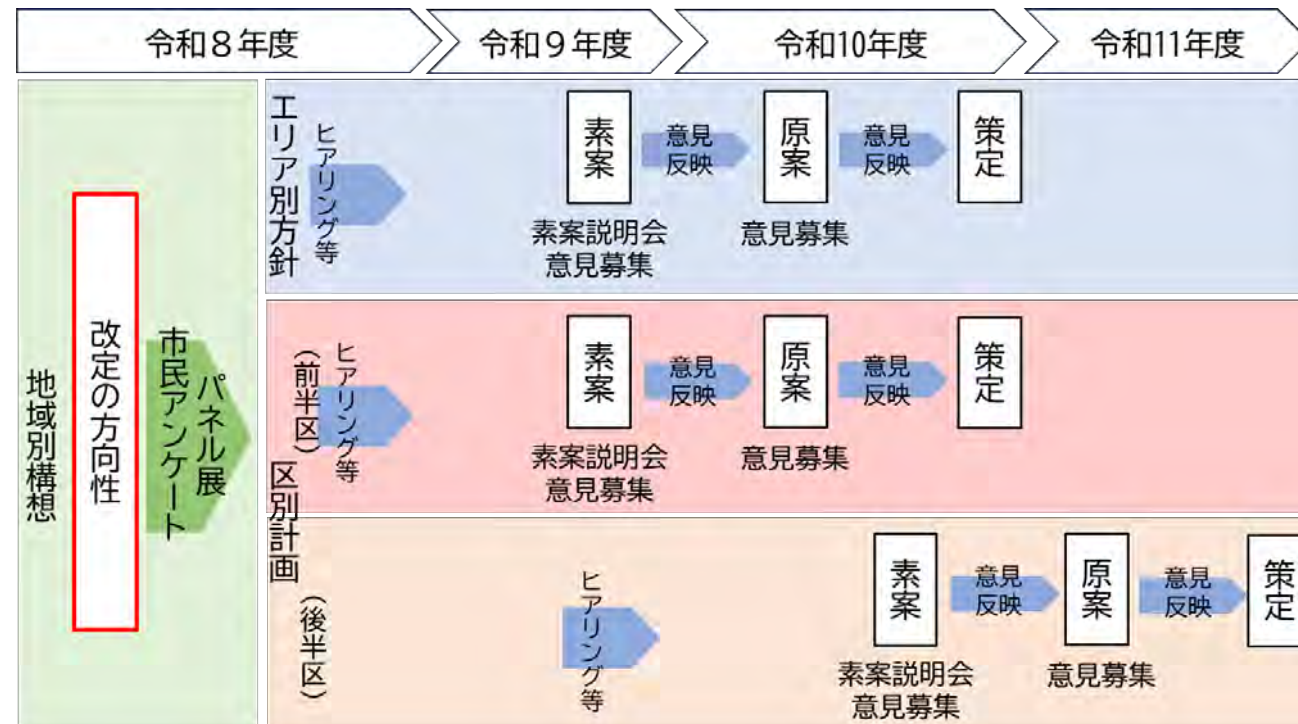 令和８年度
令和９年度
令和10年度
令和11年度
地域別構想
改定の方向性
市民アンケート
パネル展
エリア別方針
ヒアリング等
素案
素案説明会
意見募集
意見
反映
原案
意見募集
意見
反映
策定
区別計画
（前半区）
ヒアリング等
素案
素案説明会
意見募集
意見
反映
原案
意見募集
意見
反映
策定
（後半区）
ヒアリング等
素案
素案説明会
意見募集
意見
反映
原案
意見募集
意見
反映
策定